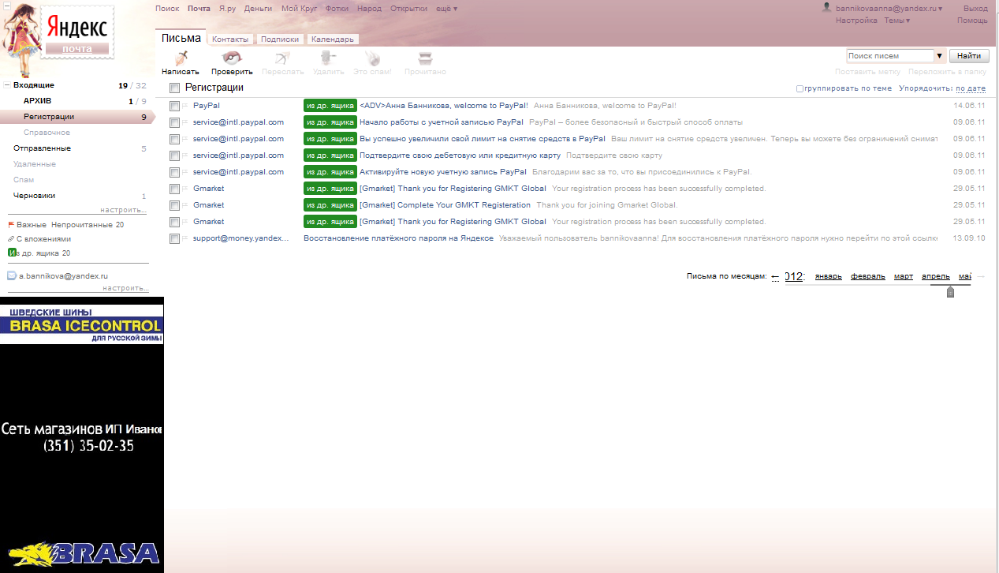 Поиск Почта Я.ру Деньги Мой Круг Фотки Народ Открытки ещё ▾
bannikovaanna@yandex.ru ▾ Выход
Настройка Темы ▾ Помощь
Яндекс
почта
Письма Контакты Подписки Календарь
Написать Проверить Переслать Удалить Это спам! Прочитано
Поиск писем ▼ Найти
Поставить метку Переложить в папку
Входящие 19 / 32
АРХИВ 1 / 9
Регистрации 9
Справочное
Отправленные 5
Удаленные
Спам
Черновики 1
настроить...
Важные Непрочитанные 20
С вложениями
Из др. ящика 20
a.bannikova@yandex.ru
настроить...
Регистрации группировать по теме Упорядочить: по дате
PayPal из др. ящика <ADV>Анна Банникова, welcome to PayPal! Анна Банникова, welcome to PayPal! 14.06.11
service@intl.paypal.com из др. ящика Начало работы с учетной записью PayPal PayPal – более безопасный и быстрый способ оплаты 09.06.11
service@intl.paypal.com из др. ящика Вы успешно увеличили свой лимит на снятие средств в PayPal Ваш лимит на снятие средств увеличен. Теперь вы можете без ограничений снимат 09.06.11
service@intl.paypal.com из др. ящика Подтвердите свою дебетовую или кредитную карту Подтвердите свою карту 09.06.11
service@intl.paypal.com из др. ящика Активируйте новую учетную запись PayPal Благодарим вас за то, что вы присоединились к PayPal. 09.06.11
Gmarket из др. ящика [Gmarket] Thank you for Registering GMKT Global Your registration process has been successfully completed. 29.05.11
Gmarket из др. ящика [Gmarket] Complete Your GMKT Registeration Thank you for joining Gmarket Global. 29.05.11
Gmarket из др. ящика [Gmarket] Thank you for Registering GMKT Global Your registration process has been successfully completed. 29.05.11
support@money.yandex... Восстановление платёжного пароля на Яндексе Уважаемый пользователь bannikovaanna! Для восстановления платёжного пароля нужно перейти по этой ссылке 13.09.10
Письма по месяцам: ← 012: январь февраль март апрель май →
ШВЕДСКИЕ ШИНЫ
BRASA ICECONTROL
ДЛЯ РУССКОЙ ЗИМЫ
Сеть магазинов ИП Иванов
(351) 35-02-35
BRASA